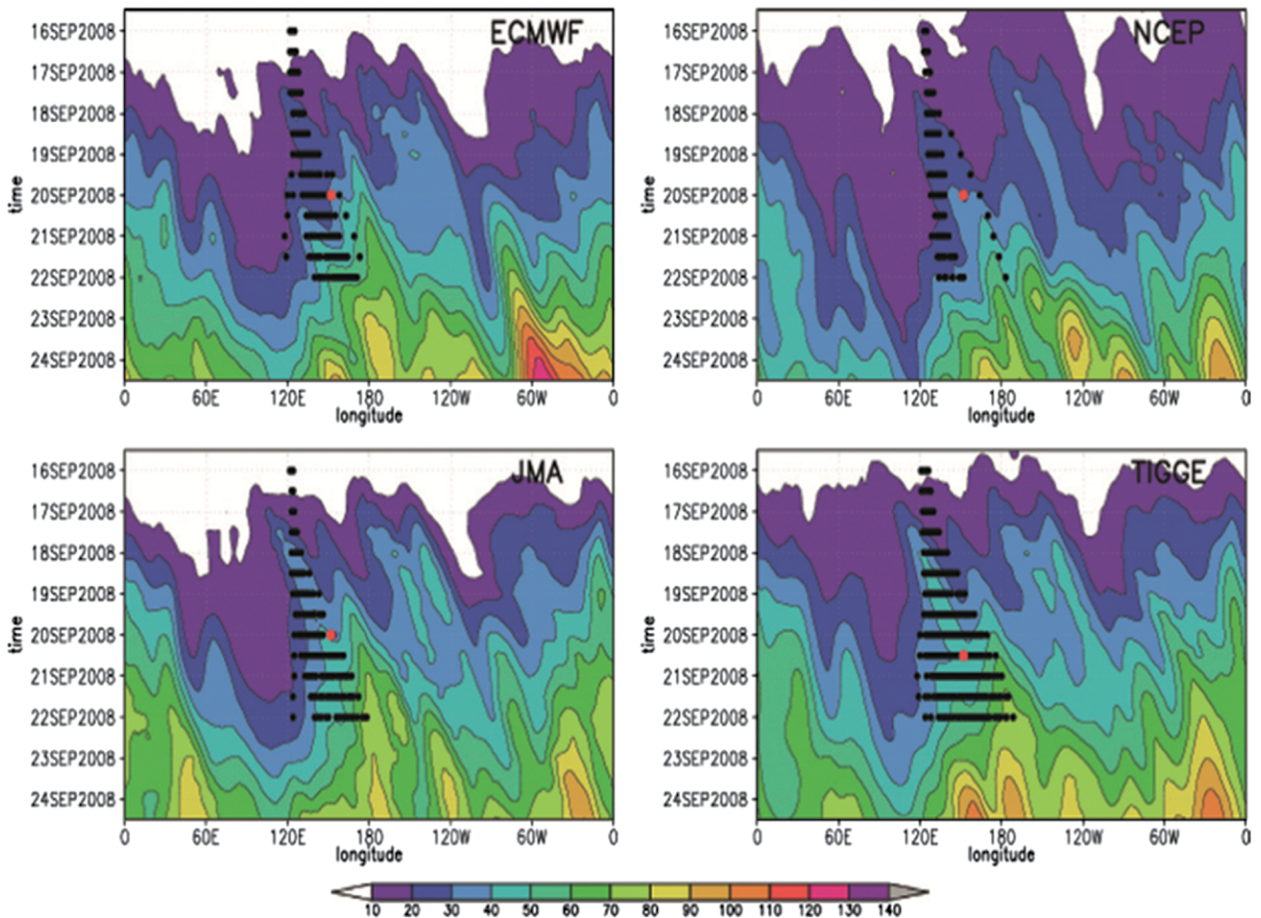 ECMWF
time
16SEP2008
17SEP2008
18SEP2008
19SEP2008
20SEP2008
21SEP2008
22SEP2008
23SEP2008
24SEP2008
0 60E 120E 180 120W 60W 0
longitude
NCEP
time
16SEP2008
17SEP2008
18SEP2008
19SEP2008
20SEP2008
21SEP2008
22SEP2008
23SEP2008
24SEP2008
0 60E 120E 180 120W 60W 0
longitude
JMA
time
16SEP2008
17SEP2008
18SEP2008
19SEP2008
20SEP2008
21SEP2008
22SEP2008
23SEP2008
24SEP2008
0 60E 120E 180 120W 60W 0
longitude
TIGGE
time
16SEP2008
17SEP2008
18SEP2008
19SEP2008
20SEP2008
21SEP2008
22SEP2008
23SEP2008
24SEP2008
0 60E 120E 180 120W 60W 0
longitude
10 20 30 40 50 60 70 80 90 100 110 120 130 140